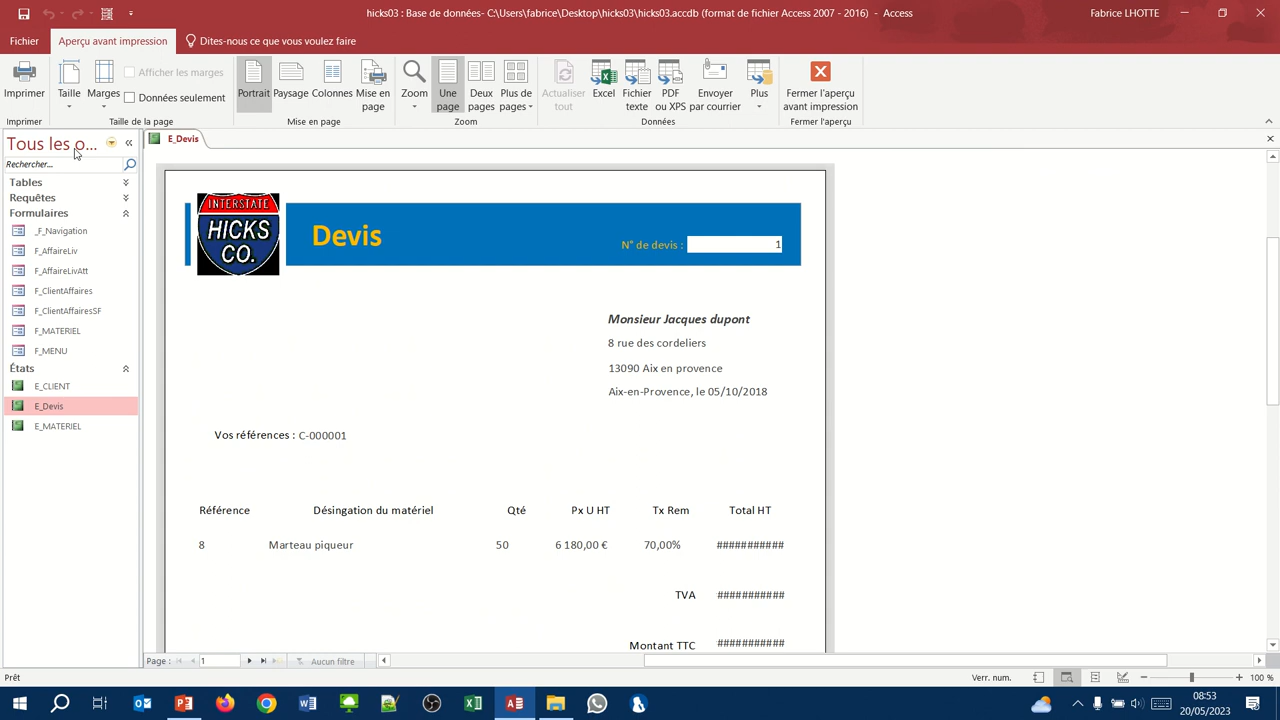 hicks03 : Base de données- C:\Users\fabrice\Desktop\hicks03\hicks03.accdb (format de fichier Access 2007 - 2016) - Access
Fabrice LHOTTE
Fichier
Aperçu avant impression
Dites-nous ce que vous voulez faire
Imprimer
Taille
Marges
Afficher les marges
Données seulement
Portrait
Paysage
Colonnes
Mise en page
Zoom
Une page
Deux pages
Plus de pages
Actualiser tout
Excel
Fichier texte
PDF ou XPS
Envoyer par courrier
Plus
Fermer l'aperçu avant impression
Imprimer
Taille de la page
Mise en page
Zoom
Données
Fermer l'aperçu
Tous les o...
Rechercher...
Tables
Requêtes
Formulaires
_F_Navigation
F_AffaireLiv
F_AffaireLivAtt
F_ClientAffaires
F_ClientAffairesSF
F_MATERIEL
F_MENU
États
E_CLIENT
E_Devis
E_MATERIEL
E_Devis
INTERSTATE
HICKS
CO.
Devis
N° de devis : 1
Monsieur Jacques dupont
8 rue des cordeliers
13090 Aix en provence
Aix-en-Provence, le 05/10/2018
Vos références : C-000001
Référence Désingation du matériel Qté Px U HT Tx Rem Total HT
8 Marteau piqueur 50 6 180,00 € 70,00% ###########
TVA ###########
Montant TTC ###########
Page : 1 Aucun filtre
Prêt
Verr. num.
100 %
08:53
20/05/2023